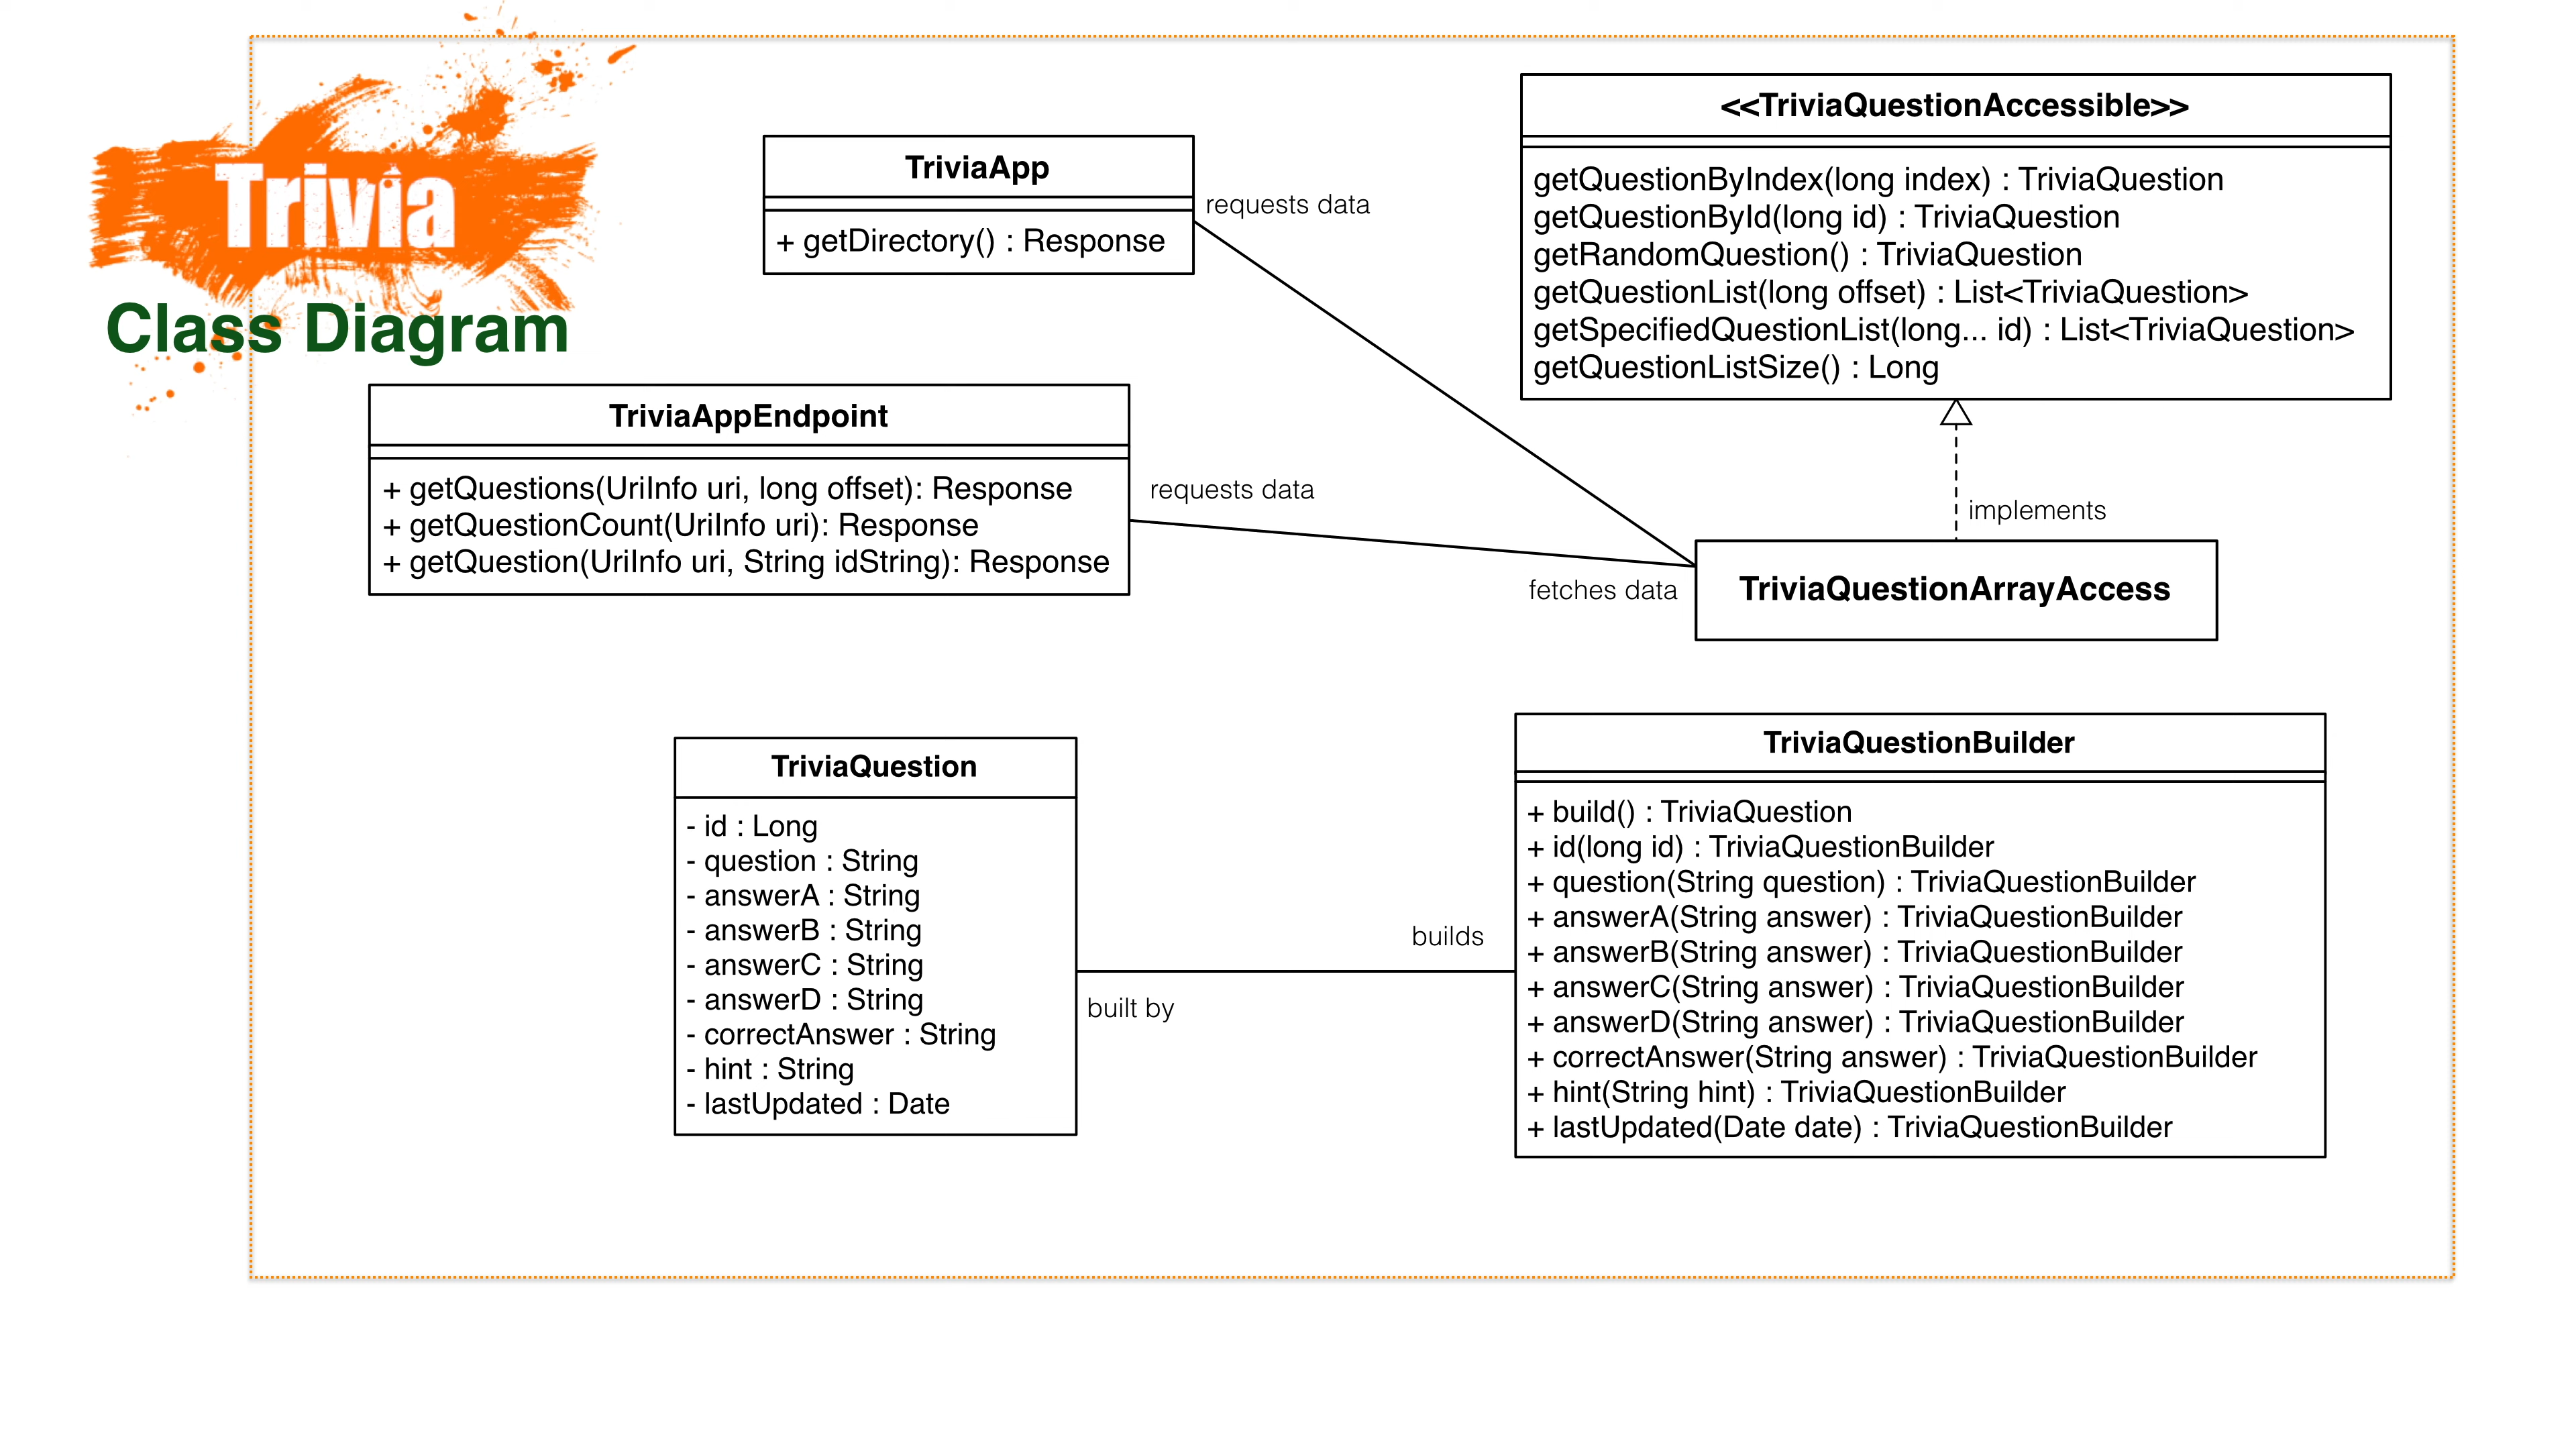 Trivia
Class Diagram
TriviaApp
+ getDirectory() : Response
requests data
<<TriviaQuestionAccessible>>
getQuestionByIndex(long index) : TriviaQuestion
getQuestionById(long id) : TriviaQuestion
getRandomQuestion() : TriviaQuestion
getQuestionList(long offset) : List<TriviaQuestion>
getSpecifiedQuestionList(long... id) : List<TriviaQuestion>
getQuestionListSize() : Long
TriviaAppEndpoint
+ getQuestions(UriInfo uri, long offset): Response
+ getQuestionCount(UriInfo uri): Response
+ getQuestion(UriInfo uri, String idString): Response
requests data
implements
fetches data
TriviaQuestionArrayAccess
TriviaQuestion
- id : Long
- question : String
- answerA : String
- answerB : String
- answerC : String
- answerD : String
- correctAnswer : String
- hint : String
- lastUpdated : Date
built by
builds
TriviaQuestionBuilder
+ build() : TriviaQuestion
+ id(long id) : TriviaQuestionBuilder
+ question(String question) : TriviaQuestionBuilder
+ answerA(String answer) : TriviaQuestionBuilder
+ answerB(String answer) : TriviaQuestionBuilder
+ answerC(String answer) : TriviaQuestionBuilder
+ answerD(String answer) : TriviaQuestionBuilder
+ correctAnswer(String answer) : TriviaQuestionBuilder
+ hint(String hint) : TriviaQuestionBuilder
+ lastUpdated(Date date) : TriviaQuestionBuilder